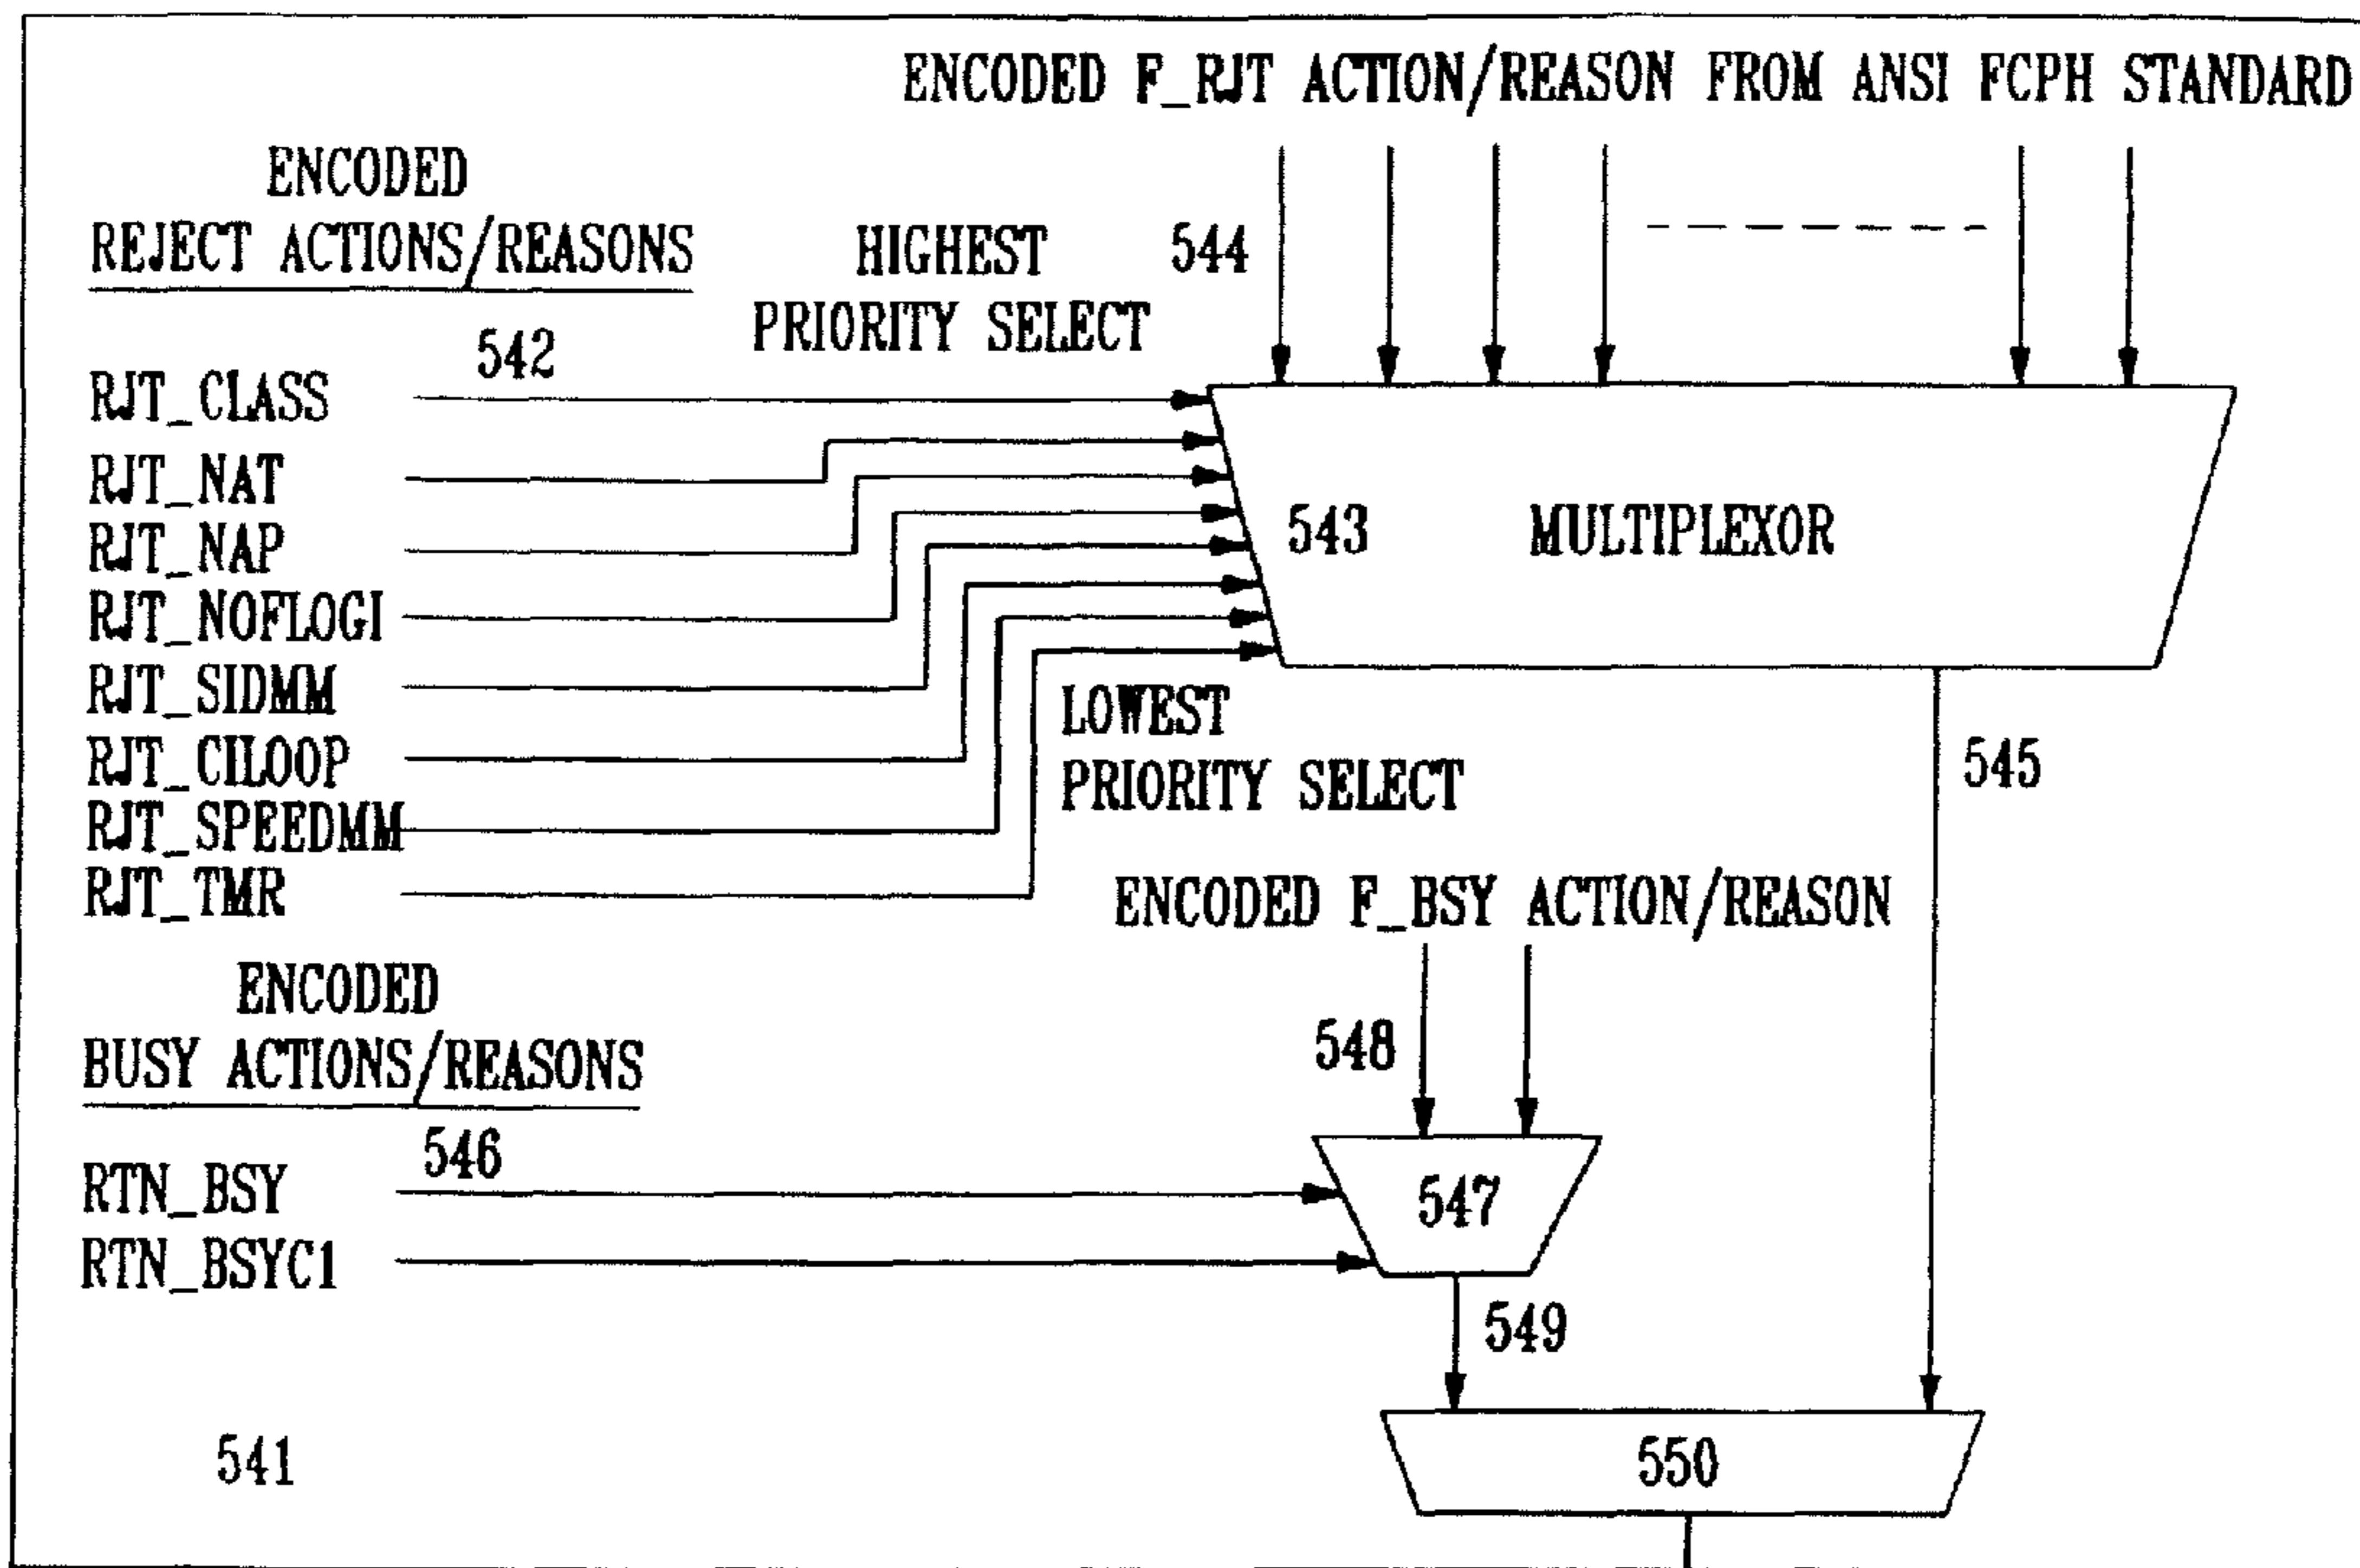 ENCODED F_RJT ACTION/REASON FROM ANSI FCPH STANDARD
ENCODED
REJECT ACTIONS/REASONS
HIGHEST
PRIORITY SELECT
544
542
RJT_CLASS
RJT_NAT
RJT_NAP
RJT_NOFLOGI
RJT_SIDMM
RJT_CILOOP
RJT_SPEEDMM
RJT_TMR
543
MULTIPLEXOR
LOWEST
PRIORITY SELECT
545
ENCODED F_BSY ACTION/REASON
ENCODED
BUSY ACTIONS/REASONS
548
546
RTN_BSY
RTN_BSYC1
547
549
541
550